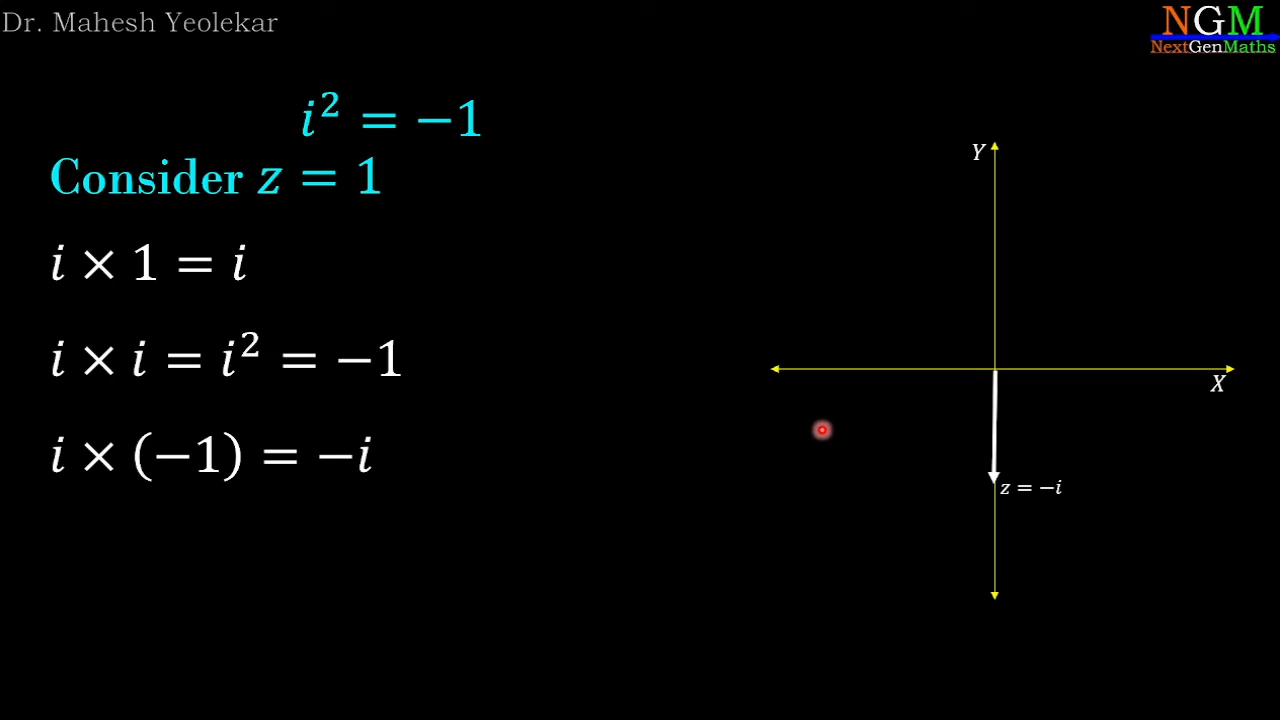 Dr. Mahesh Yeolekar
NGM
NextGenMaths
i² = −1
Consider z = 1
i × 1 = i
i × i = i² = −1
i × (−1) = −i
Y
X
z = −i